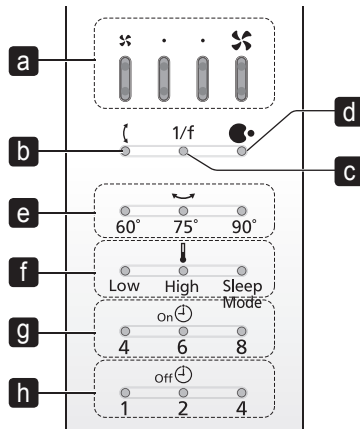 a
b 1/f d
c
e
60° 75° 90°
f
Low High Sleep
Mode
g On
4 6 8
h Off
1 2 4